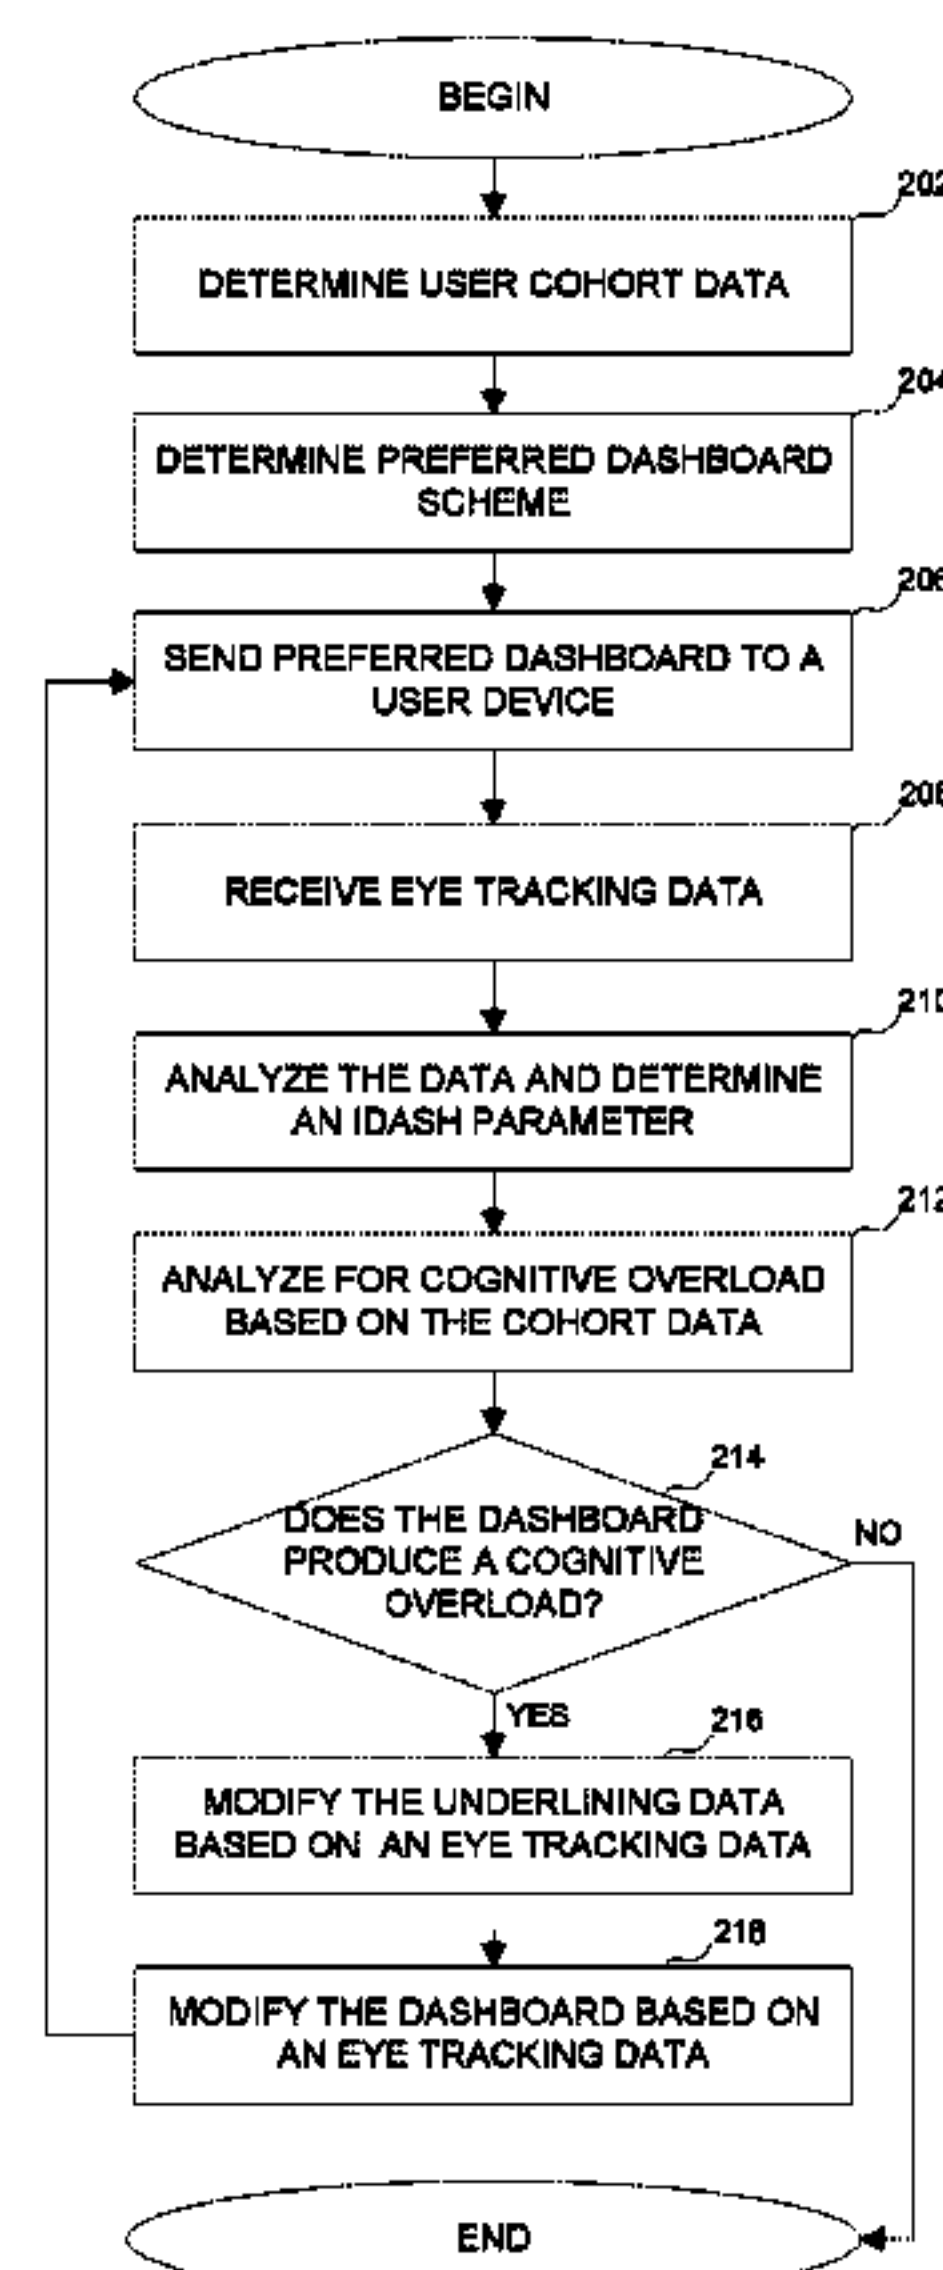 BEGIN
202
DETERMINE USER COHORT DATA
204
DETERMINE PREFERRED DASHBOARD
SCHEME
206
SEND PREFERRED DASHBOARD TO A
USER DEVICE
208
RECEIVE EYE TRACKING DATA
210
ANALYZE THE DATA AND DETERMINE
AN IDASH PARAMETER
212
ANALYZE FOR COGNITIVE OVERLOAD
BASED ON THE COHORT DATA
214
DOES THE DASHBOARD
PRODUCE A COGNITIVE
OVERLOAD?
NO
YES
216
MODIFY THE UNDERLINING DATA
BASED ON AN EYE TRACKING DATA
218
MODIFY THE DASHBOARD BASED ON
AN EYE TRACKING DATA
END